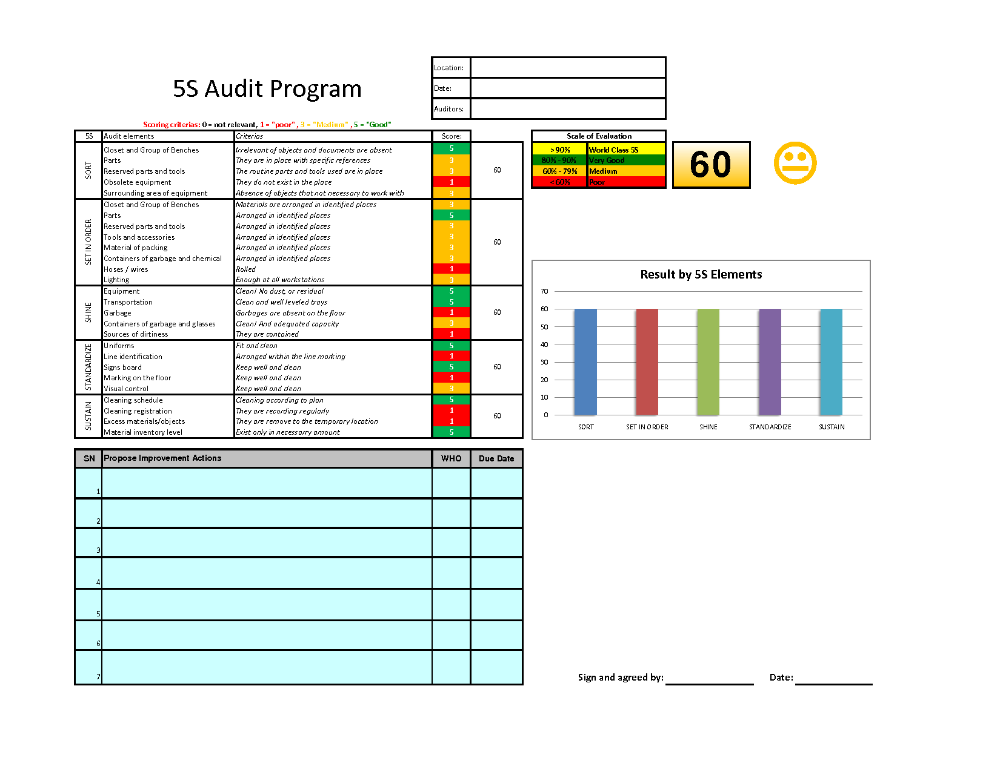 Location:
5S Audit Program
Date:
Auditors:
Scoring criterias: 0 = not relevant, 1 = "poor" , 3 = "Medium" , 5 = "Good"
5S Audit elements Criterias Score:
SORT
Closet and Group of Benches Irrelevant of objects and documents are absent 5
Parts They are in place with specific references 3
Reserved parts and tools The routine parts and tools used are in place 3 60
Obsolete equipment They do not exist in the place 1
Surrounding area of equipment Absence of objects that not necessary to work with 3
SET IN ORDER
Closet and Group of Benches Materials are arranged in identified places 3
Parts Arranged in identified places 5
Reserved parts and tools Arranged in identified places 3
Tools and accessories Arranged in identified places 3
60
Material of packing Arranged in identified places 3
Containers of garbage and chemical Arranged in identified places 3
Hoses / wires Rolled 1
Lighting Enough at all workstations 3
SHINE
Equipment Clean! No dust, or residual 5
Transportation Clean and well leveled trays 5
Garbage Garbages are absent on the floor 1 60
Containers of garbage and glasses Clean! And adequated capacity 3
Sources of dirtiness They are contained 1
STANDARDIZE
Uniforms Fit and clean 5
Line identification Arranged within the line marking 1
Signs board Keep well and clean 5 60
Marking on the floor Keep well and clean 1
Visual control Keep well and clean 3
SUSTAIN
Cleaning schedule Cleaning according to plan 5
Cleaning registration They are recording regularly 1
60
Excess materials/objects They are remove to the temporary location 1
Material inventory level Exist only in necessarry amount 5
Scale of Evaluation
> 90% World Class 5S
80% - 90% Very Good
60% - 79% Medium
< 60% Poor
60
Result by 5S Elements
70
60
50
40
30
20
10
0
SORT SET IN ORDER SHINE STANDARDIZE SUSTAIN
SN Propose Improvement Actions WHO Due Date
1
2
3
4
5
6
7
Sign and agreed by: Date: